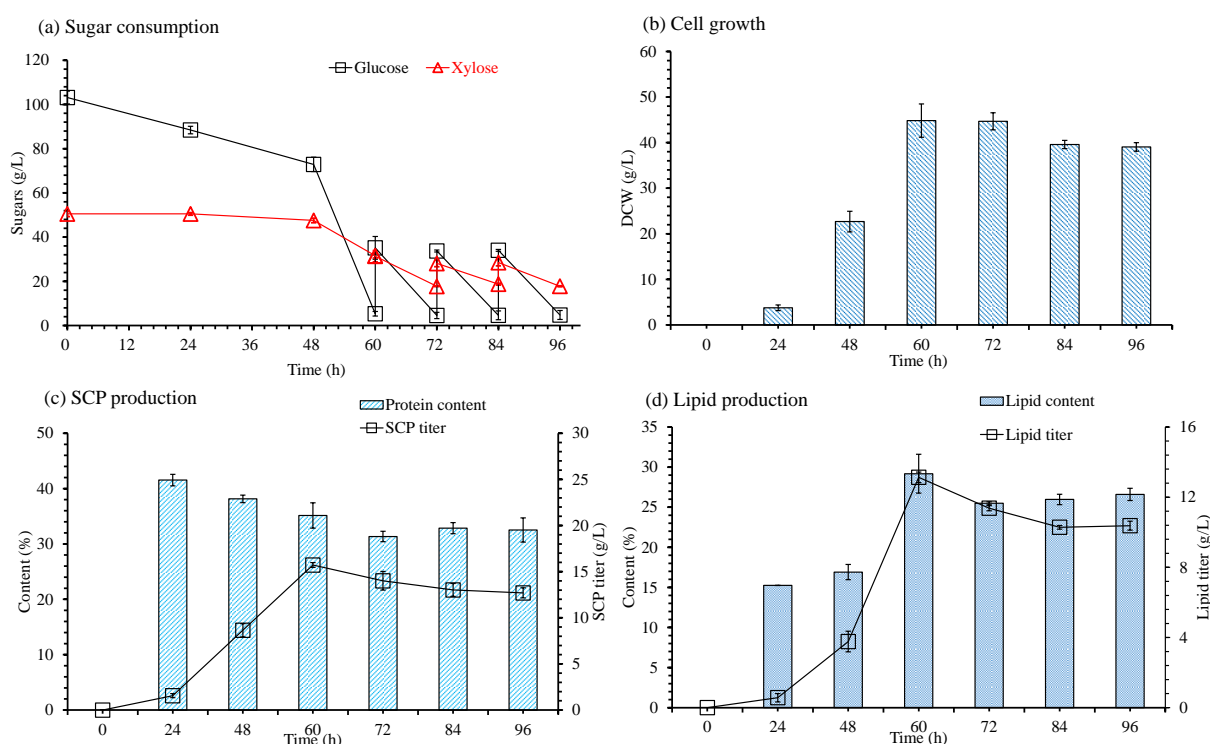 (a) Sugar consumption
Glucose
Xylose
Sugars (g/L)
120
100
80
60
40
20
0
0 12 24 36 48 60 72 84 96
Time (h)
(b) Cell growth
DCW (g/L)
60
50
40
30
20
10
0
0 24 48 60 72 84 96
Time (h)
(c) SCP production
Protein content
SCP titer
Content (%)
50
40
30
20
10
0
30
25
20
15
10
5
0
SCP titer (g/L)
0 24 48 60 72 84 96
Time (h)
(d) Lipid production
Lipid content
Lipid titer
Content (%)
35
30
25
20
15
10
5
0
16
12
8
4
0
Lipid titer (g/L)
0 24 48 60 72 84 96
Time (h)